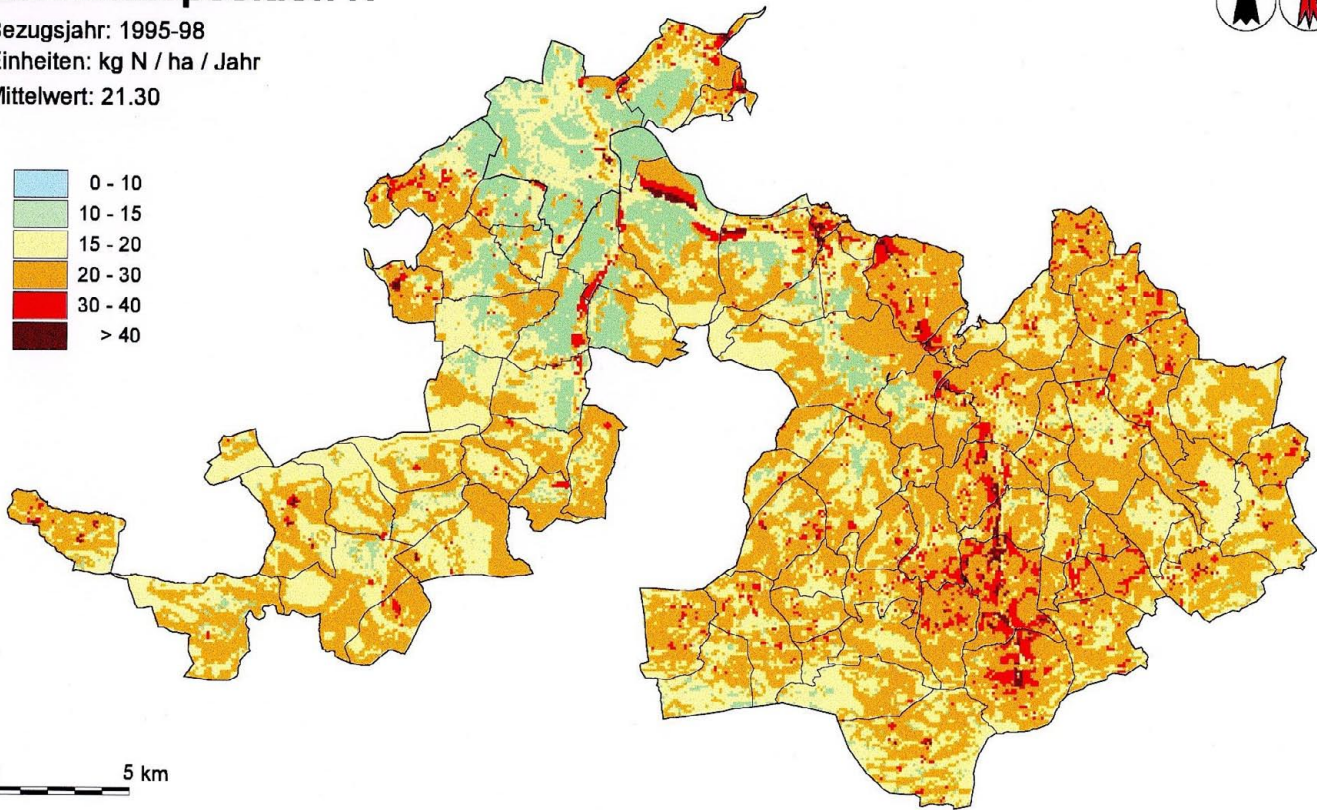 Bezugsjahr: 1995-98
Einheiten: kg N / ha / Jahr
Mittelwert: 21.30
0 - 10
10 - 15
15 - 20
20 - 30
30 - 40
> 40
5 km